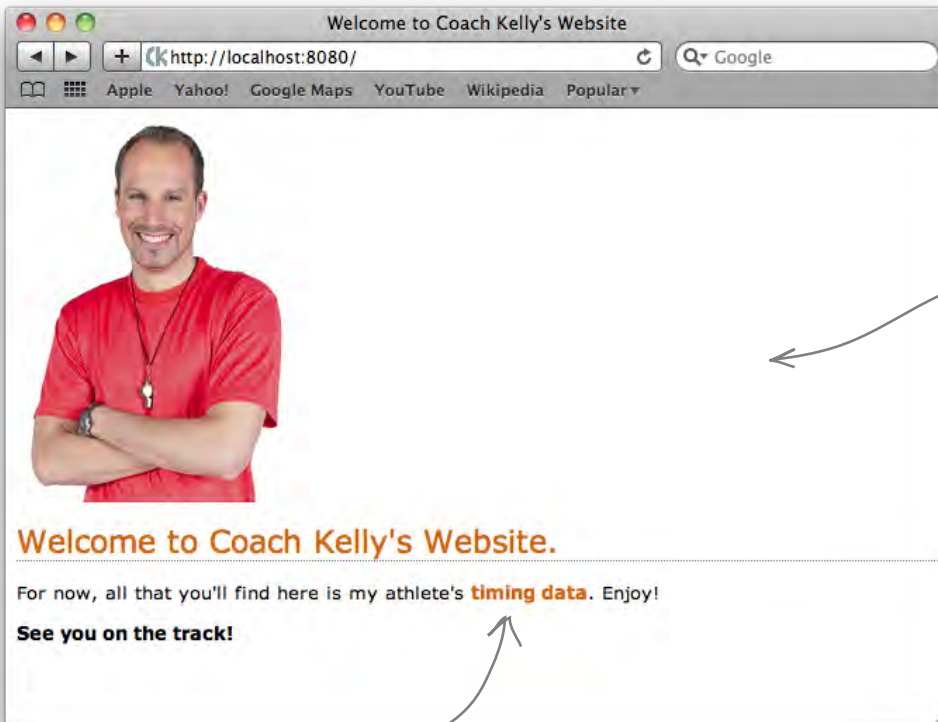 Welcome to Coach Kelly's Website
http://localhost:8080/
Google
Apple Yahoo! Google Maps YouTube Wikipedia Popular
Welcome to Coach Kelly's Website.
For now, all that you'll find here is my athlete's timing data. Enjoy!
See you on the track!